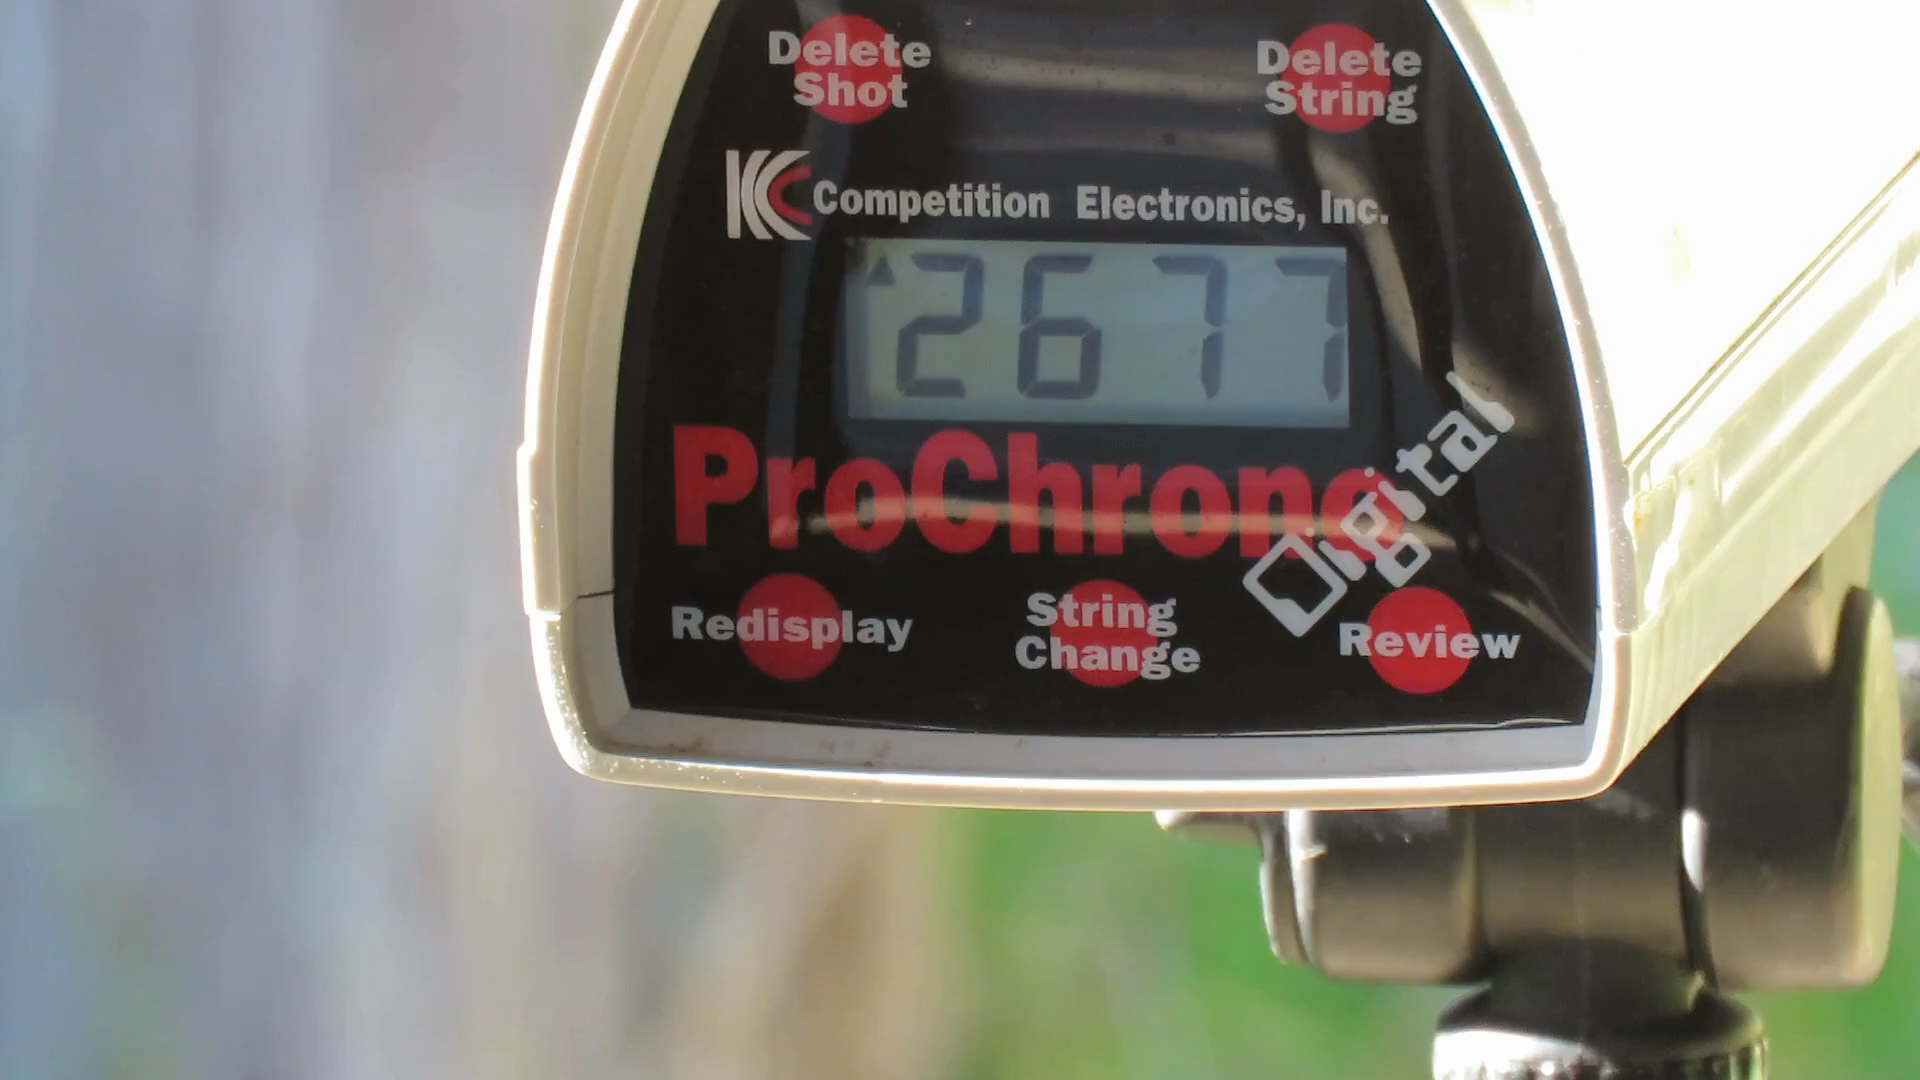 Delete Shot
Delete String
Competition Electronics, Inc.
2677
ProChrono
Digital
Redisplay
String Change
Review